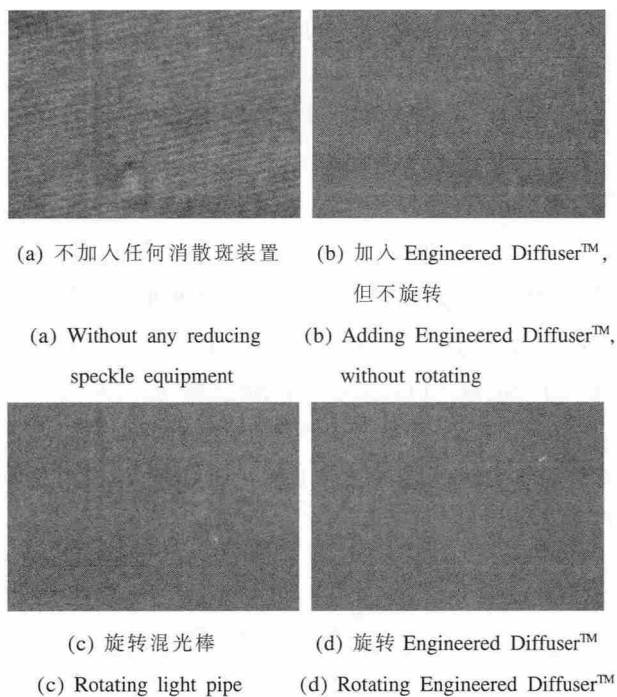 (a) 不加入任何消散斑装置
(b) 加入 Engineered Diffuser™,
但不旋转
(a) Without any reducing
speckle equipment
(b) Adding Engineered Diffuser™,
without rotating
(c) 旋转混光棒
(d) 旋转 Engineered Diffuser™
(c) Rotating light pipe
(d) Rotating Engineered Diffuser™